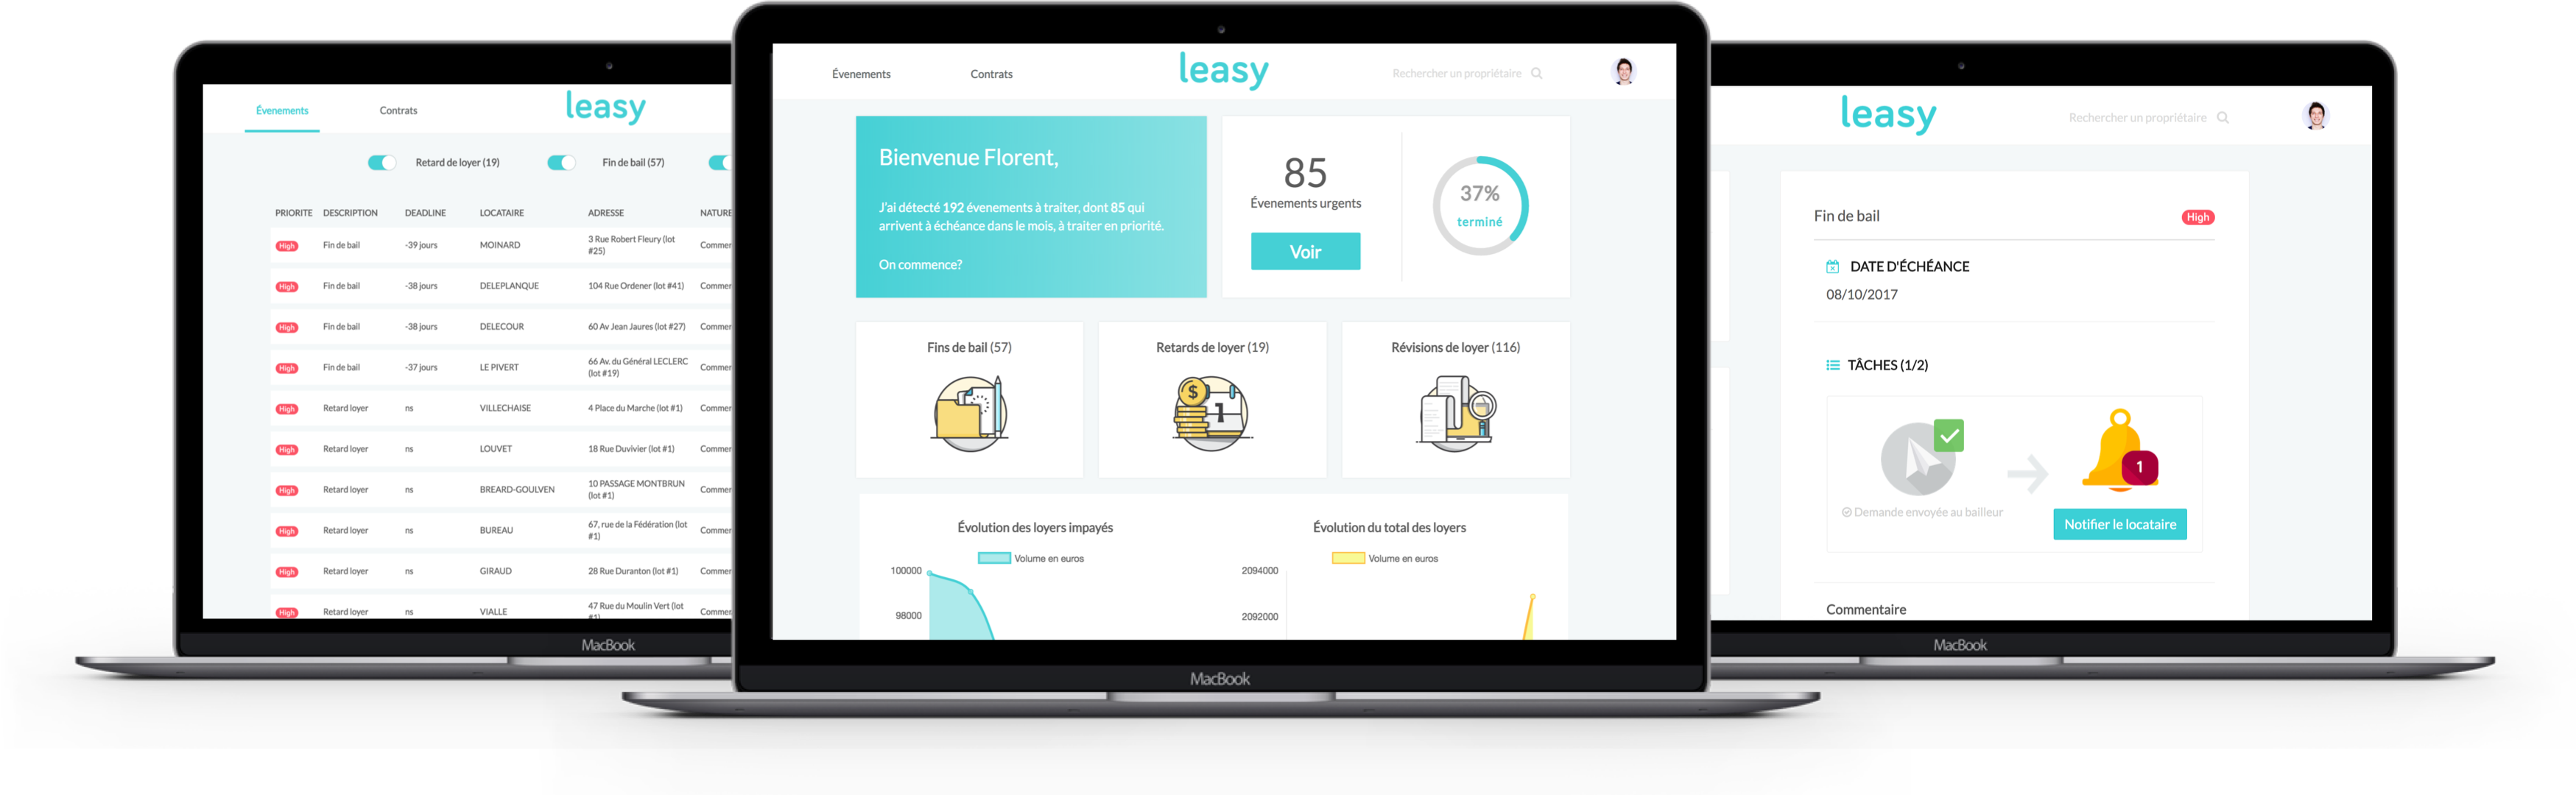 Évenements
Contrats
leasy
Retard de loyer (19)
Fin de bail (57)
PRIORITE DESCRIPTION DEADLINE LOCATAIRE ADRESSE NATURE
High Fin de bail -39 jours MOINARD 3 Rue Robert Fleury (lot #25) Commer
High Fin de bail -38 jours DELEPLANQUE 104 Rue Ordener (lot #41) Commer
High Fin de bail -38 jours DELECOUR 60 Av Jean Jaures (lot #27) Commer
High Fin de bail -37 jours LE PIVERT 66 Av. du Général LECLERC (lot #19) Commer
High Retard loyer ns VILLECHAISE 4 Place du Marche (lot #1) Commer
High Retard loyer ns LOUVET 18 Rue Duvivier (lot #1) Commer
High Retard loyer ns BREARD-GOULVEN 10 PASSAGE MONTBRUN (lot #1) Commer
High Retard loyer ns BUREAU 67, rue de la Fédération (lot #1) Commer
High Retard loyer ns GIRAUD 28 Rue Duranton (lot #1) Commer
High Retard loyer ns VIALLE 47 Rue du Moulin Vert (lot #1) Commer
MacBook
Évenements
Contrats
leasy
Rechercher un propriétaire
Bienvenue Florent,
J'ai détecté 192 évenements à traiter, dont 85 qui
arrivent à échéance dans le mois, à traiter en priorité.
On commence?
85
Évenements urgents
Voir
37%
terminé
Fins de bail (57)
Retards de loyer (19)
Révisions de loyer (116)
$
1
Évolution des loyers impayés
Volume en euros
100000
98000
Évolution du total des loyers
Volume en euros
2094000
2092000
MacBook
leasy
Rechercher un propriétaire
Fin de bail
High
DATE D'ÉCHÉANCE
08/10/2017
TÂCHES (1/2)
Demande envoyée au bailleur
1
Notifier le locataire
Commentaire
MacBook